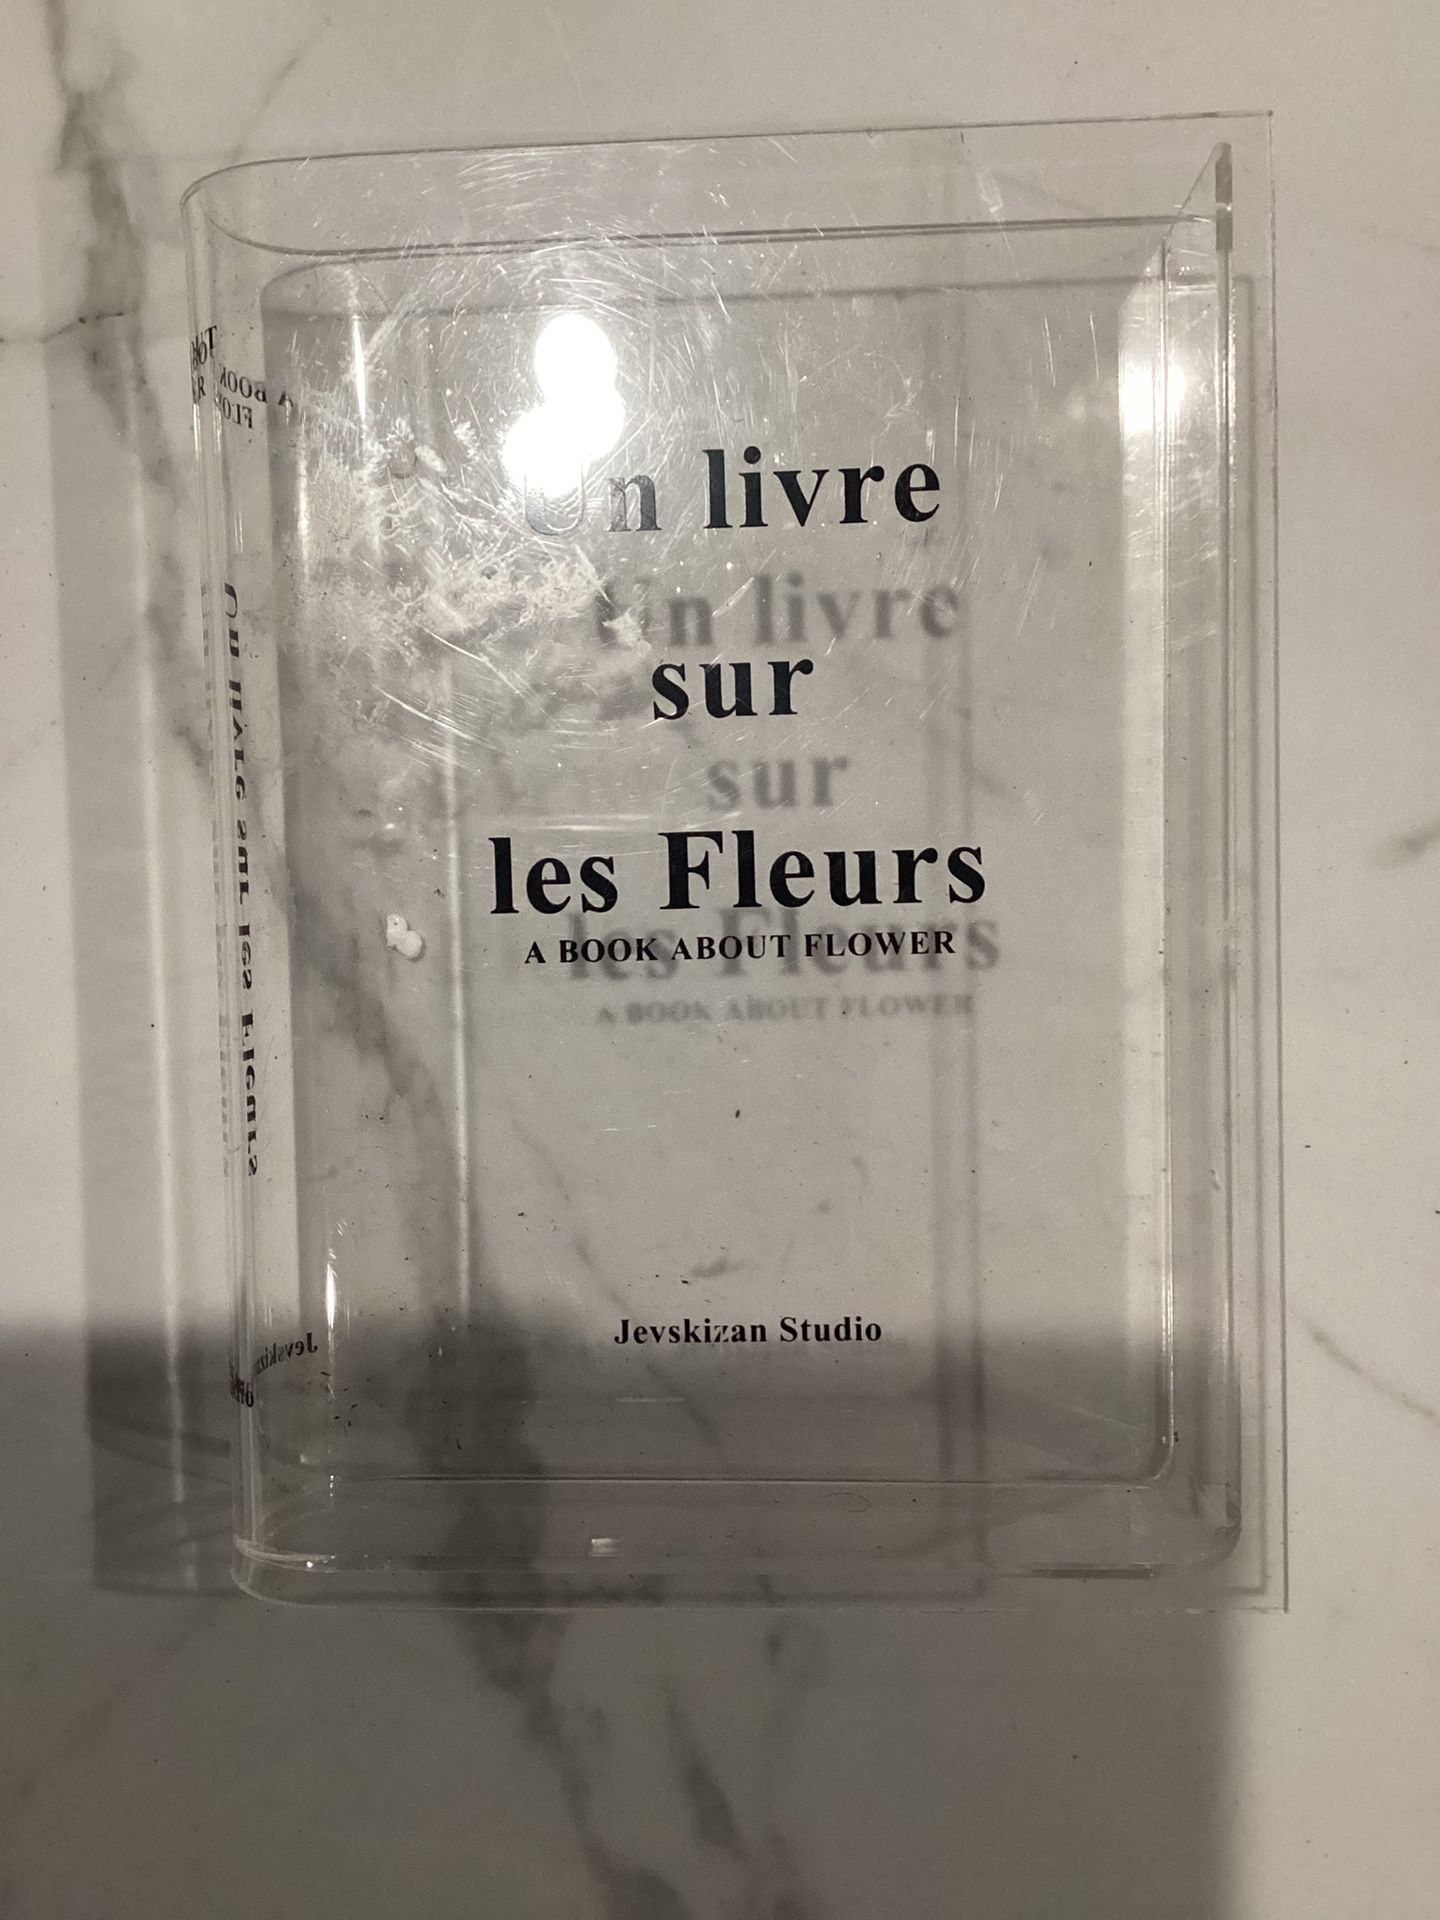 Un livre
sur
les Fleurs
A BOOK ABOUT FLOWER
Jevskizan Studio